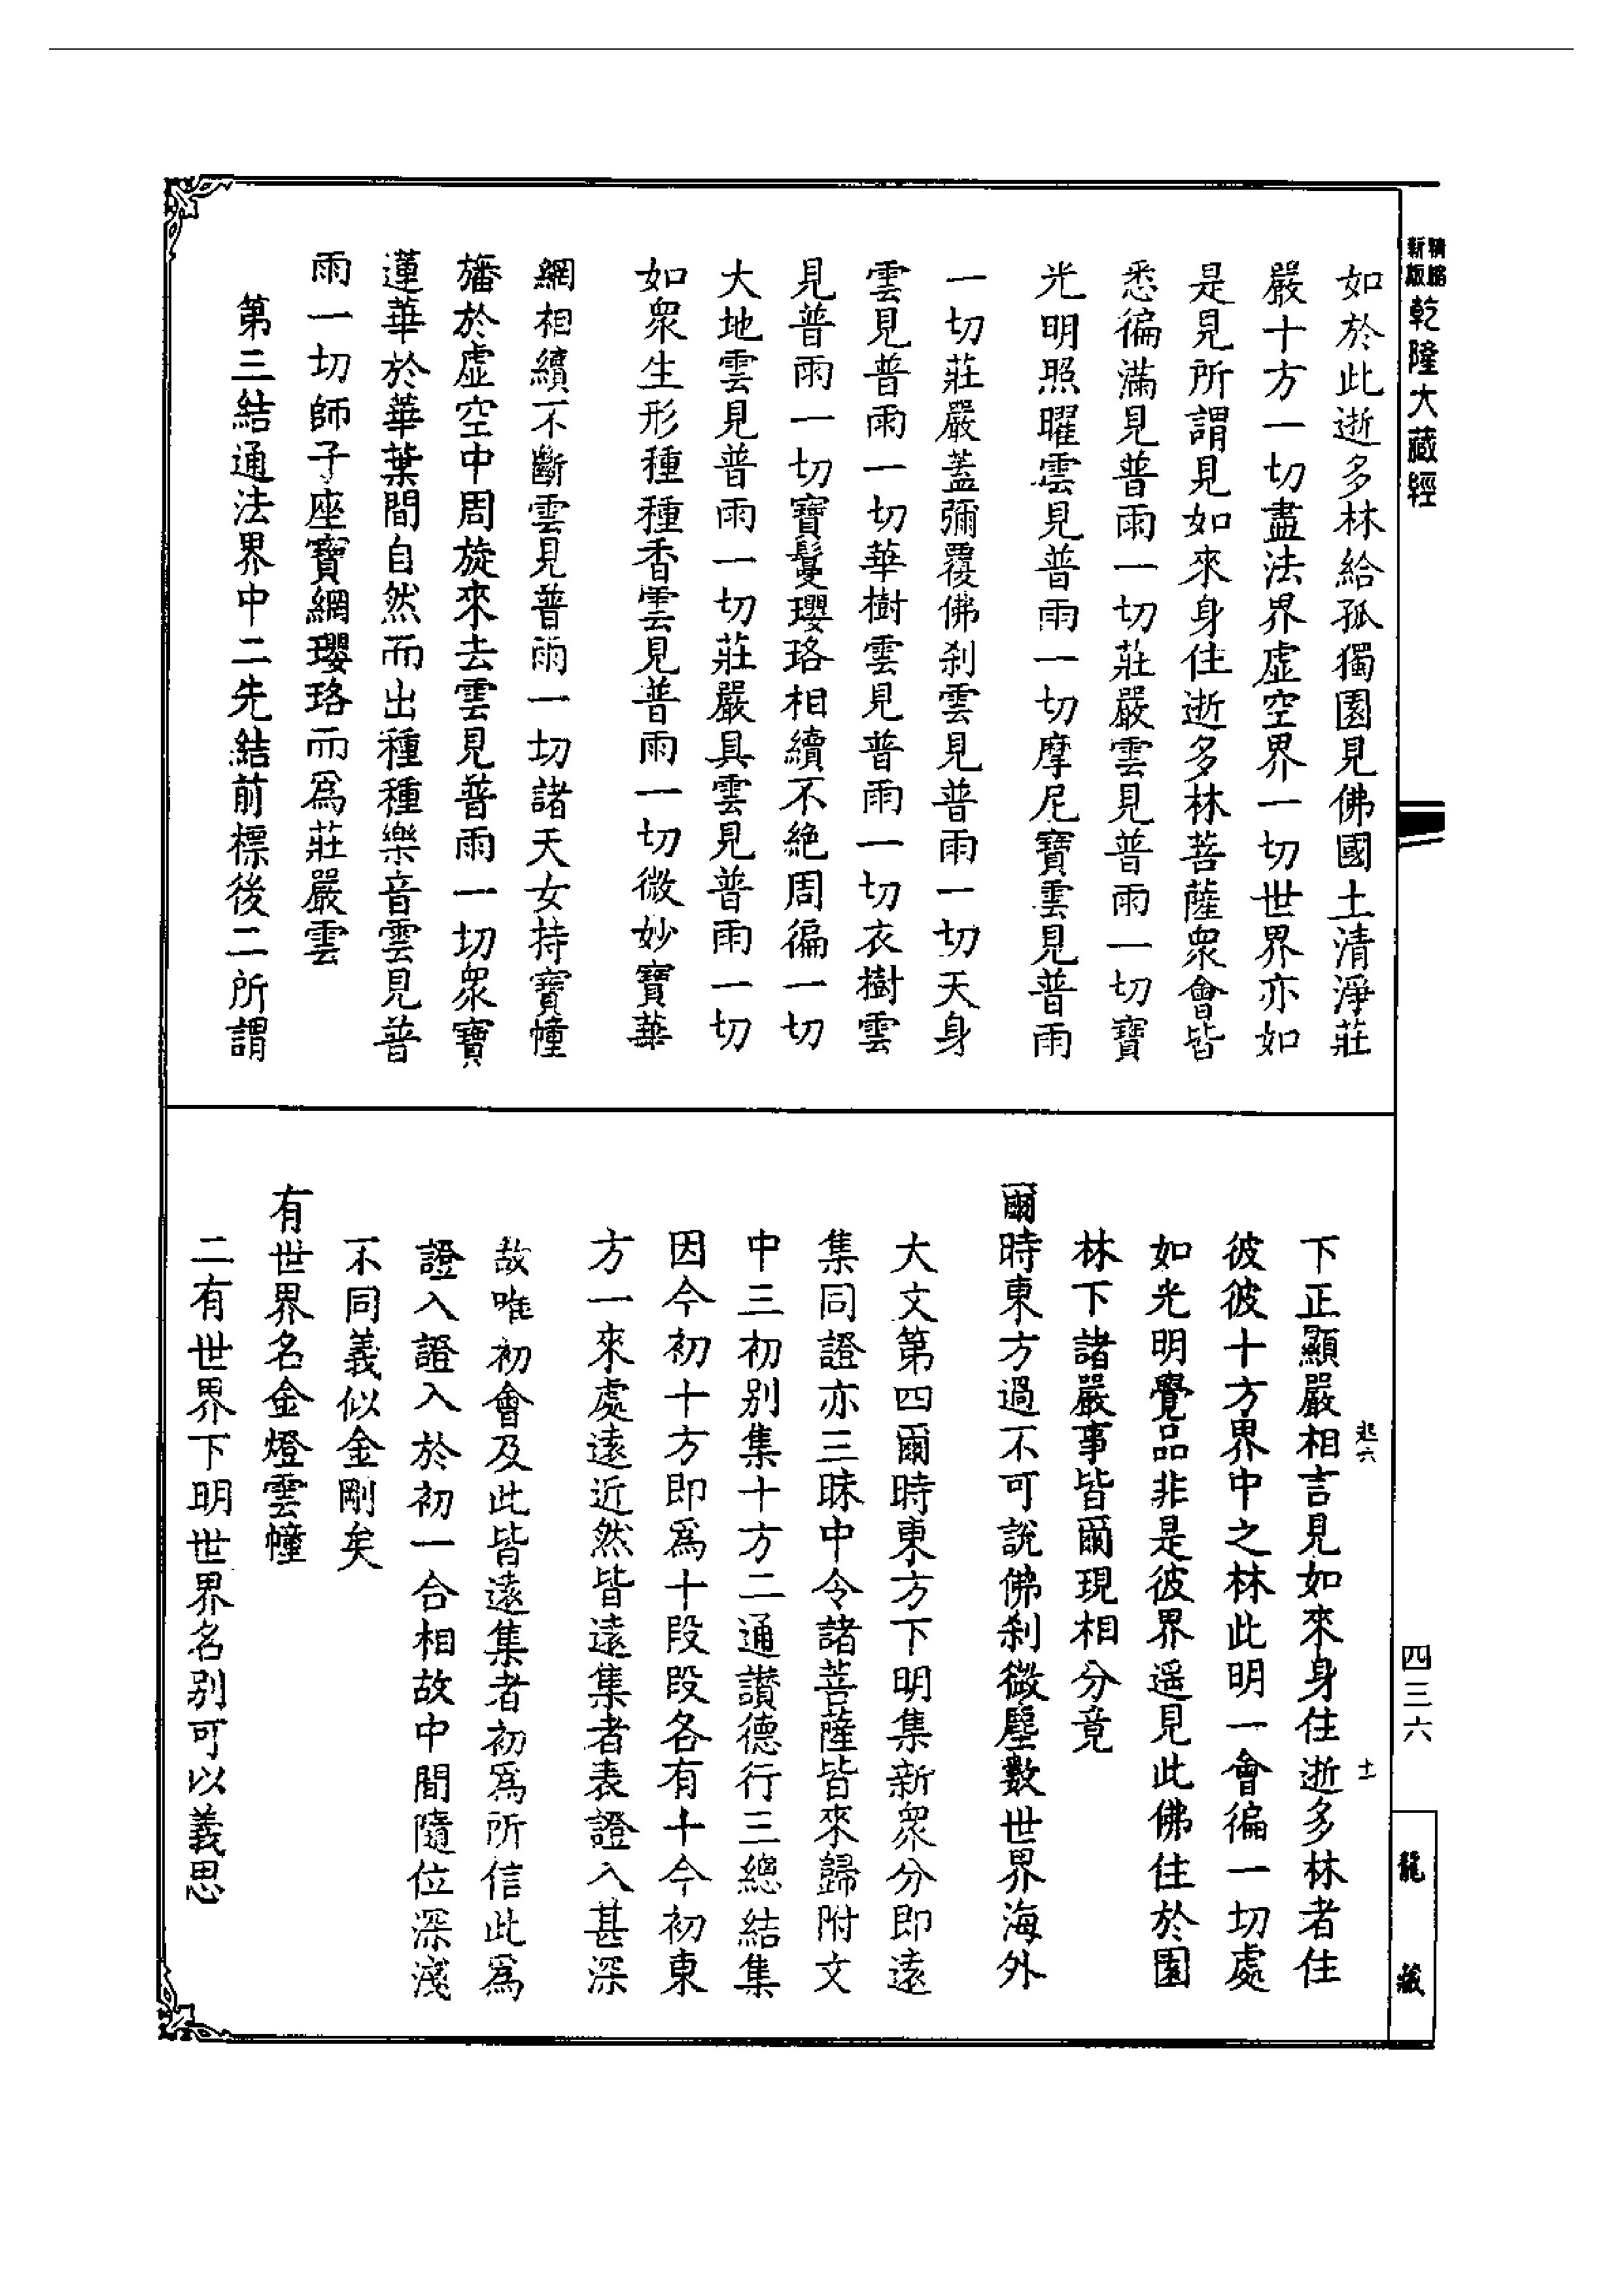 新版精縮乾隆大藏經
如於此逝多林給孤獨園見佛國土清淨莊
嚴十方一切盡法界虛空界一切世界亦如
是見所謂見如來身住逝多林菩薩眾會皆
悉徧滿見普雨一切莊嚴雲見普雨一切寶
光明照曜雲見普雨一切摩尼寶雲見普雨
一切莊嚴蓋彌覆佛刹雲見普雨一切天身
雲見普雨一切華樹雲見普雨一切衣樹雲
見普雨一切寶鬘瓔珞相續不絶周徧一切
大地雲見普雨一切莊嚴具雲見普雨一切
如眾生形種種香雲見普雨一切微妙寶華
網相續不斷雲見普雨一切諸天女持寶幢
旛於虛空中周旋來去雲見普雨一切眾寶
蓮華於華葉間自然而出種種樂音雲見普
雨一切師子座寶網瓔珞而爲莊嚴雲
第三結通法界中二先結前標後二所謂
下正顯嚴相言見如來身住逝多林者住
彼彼十方界中之林此明一會徧一切處
如光明覺品非是彼界遥見此佛住於園
林下諸嚴事皆爾現相分竟
爾時東方過不可說佛刹微塵數世界海外
大文第四爾時東方下明集新眾分即遠
集同證亦三昧中令諸菩薩皆來歸附文
中三初別集十方二通讃德行三總結集
因今初十方即爲十段段各有十今初東
方一來處遠近然皆遠集者表證入甚深
故唯初會及此皆遠集者初爲所信此爲
證入證入於初一合相故中間隨位深淺
不同義似金剛矣
有世界名金燈雲幢
二有世界下明世界名別可以義思
起六
十一
四三六
龍藏